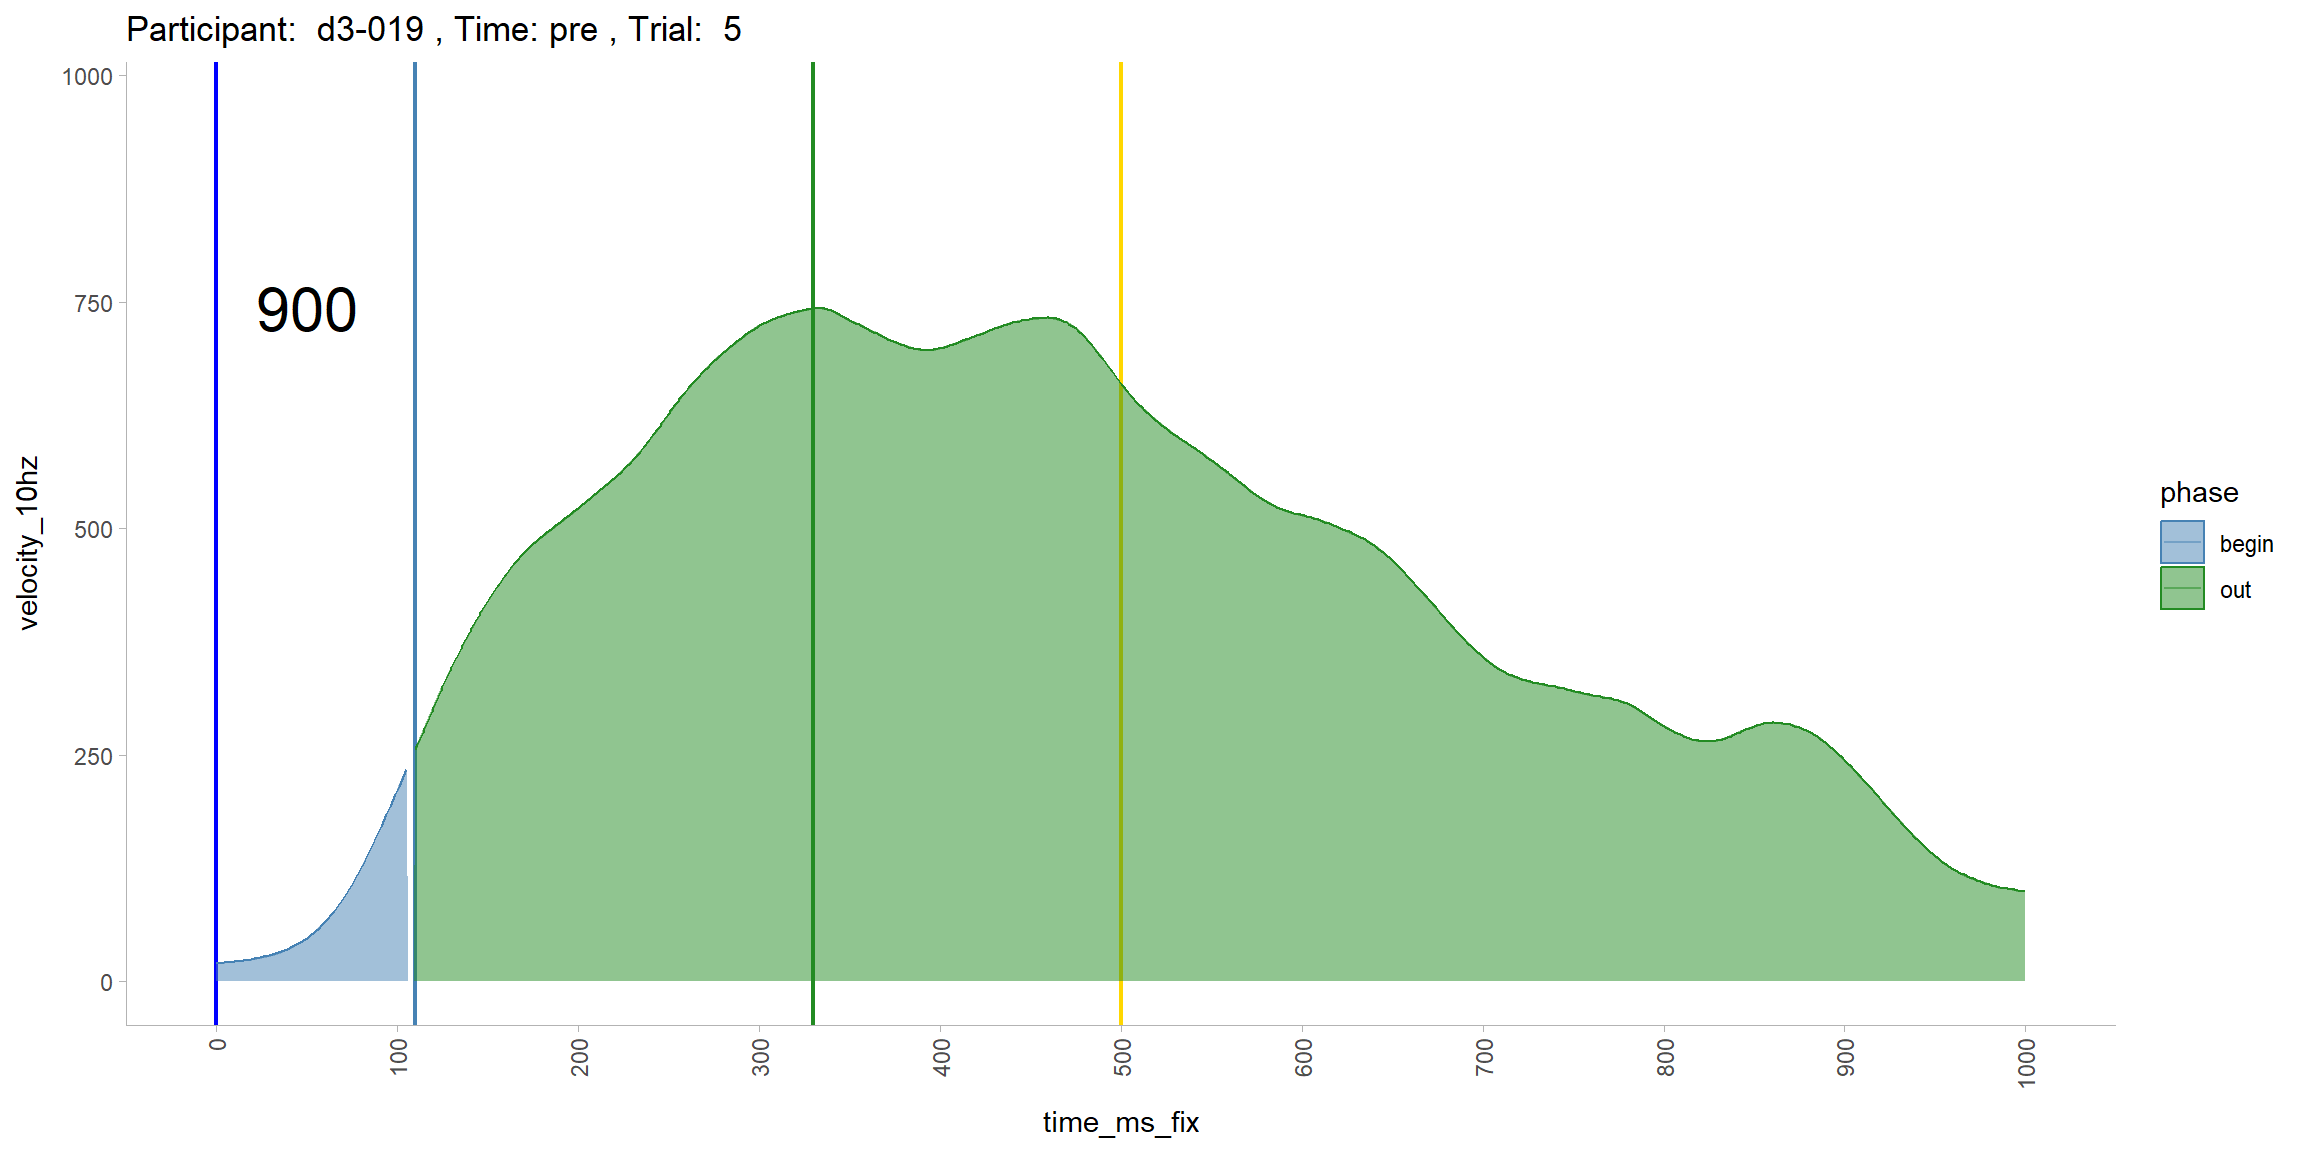 Participant:  d3-019 , Time: pre , Trial:  5
1000
750
500
250
0
velocity_10hz
900
0
100
200
300
400
500
600
700
800
900
1000
time_ms_fix
phase
begin
out